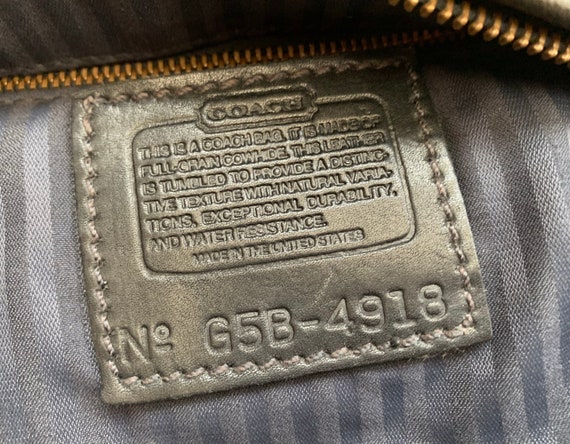 COACH
THIS IS A COACH BAG. IT IS MADE OF
FULL-GRAIN COWHIDE. THIS LEATHER
IS TUMBLED TO PROVIDE A DISTINC-
TIVE TEXTURE WITH NATURAL VARIA-
TIONS, EXCEPTIONAL DURABILITY,
AND WATER RESISTANCE.
MADE IN THE UNITED STATES
Nº G5B-4918